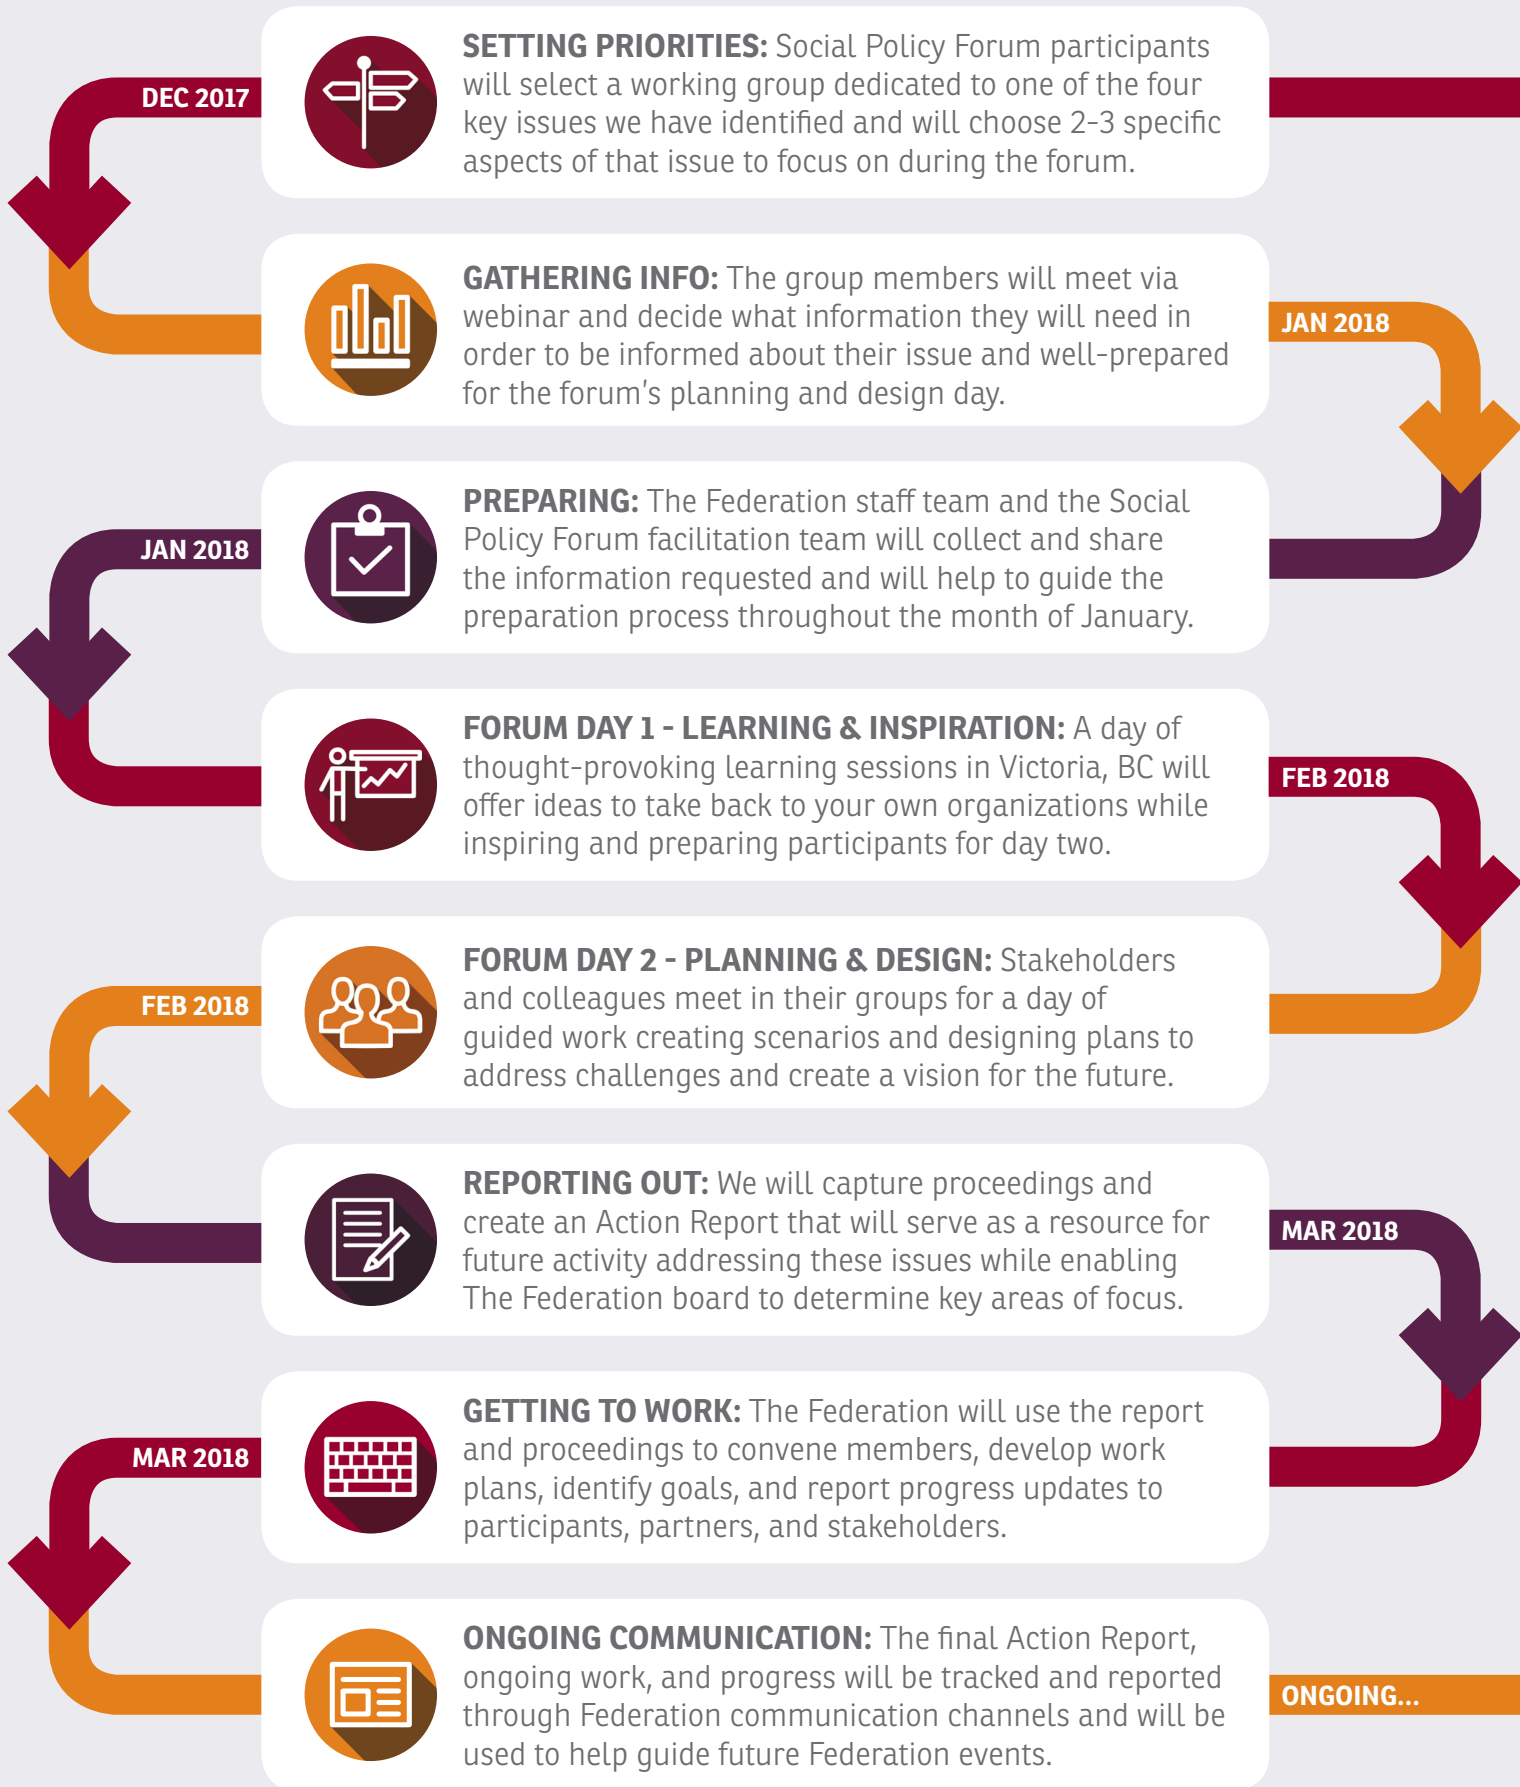 DEC 2017
SETTING PRIORITIES: Social Policy Forum participants
will select a working group dedicated to one of the four
key issues we have identified and will choose 2-3 specific
aspects of that issue to focus on during the forum.
GATHERING INFO: The group members will meet via
webinar and decide what information they will need in
order to be informed about their issue and well-prepared
for the forum's planning and design day.
JAN 2018
JAN 2018
PREPARING: The Federation staff team and the Social
Policy Forum facilitation team will collect and share
the information requested and will help to guide the
preparation process throughout the month of January.
FORUM DAY 1 - LEARNING & INSPIRATION: A day of
thought-provoking learning sessions in Victoria, BC will
offer ideas to take back to your own organizations while
inspiring and preparing participants for day two.
FEB 2018
FEB 2018
FORUM DAY 2 - PLANNING & DESIGN: Stakeholders
and colleagues meet in their groups for a day of
guided work creating scenarios and designing plans to
address challenges and create a vision for the future.
REPORTING OUT: We will capture proceedings and
create an Action Report that will serve as a resource for
future activity addressing these issues while enabling
The Federation board to determine key areas of focus.
MAR 2018
MAR 2018
GETTING TO WORK: The Federation will use the report
and proceedings to convene members, develop work
plans, identify goals, and report progress updates to
participants, partners, and stakeholders.
ONGOING COMMUNICATION: The final Action Report,
ongoing work, and progress will be tracked and reported
through Federation communication channels and will be
used to help guide future Federation events.
ONGOING...